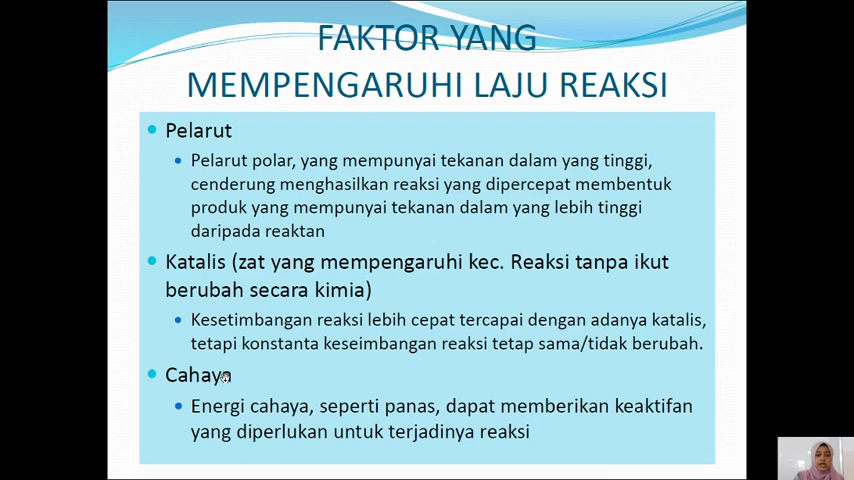 FAKTOR YANG
MEMPENGARUHI LAJU REAKSI
Pelarut
Pelarut polar, yang mempunyai tekanan dalam yang tinggi,
cenderung menghasilkan reaksi yang dipercepat membentuk
produk yang mempunyai tekanan dalam yang lebih tinggi
daripada reaktan
Katalis (zat yang mempengaruhi kec. Reaksi tanpa ikut
berubah secara kimia)
Kesetimbangan reaksi lebih cepat tercapai dengan adanya katalis,
tetapi konstanta keseimbangan reaksi tetap sama/tidak berubah.
Cahaya
Energi cahaya, seperti panas, dapat memberikan keaktifan
yang diperlukan untuk terjadinya reaksi